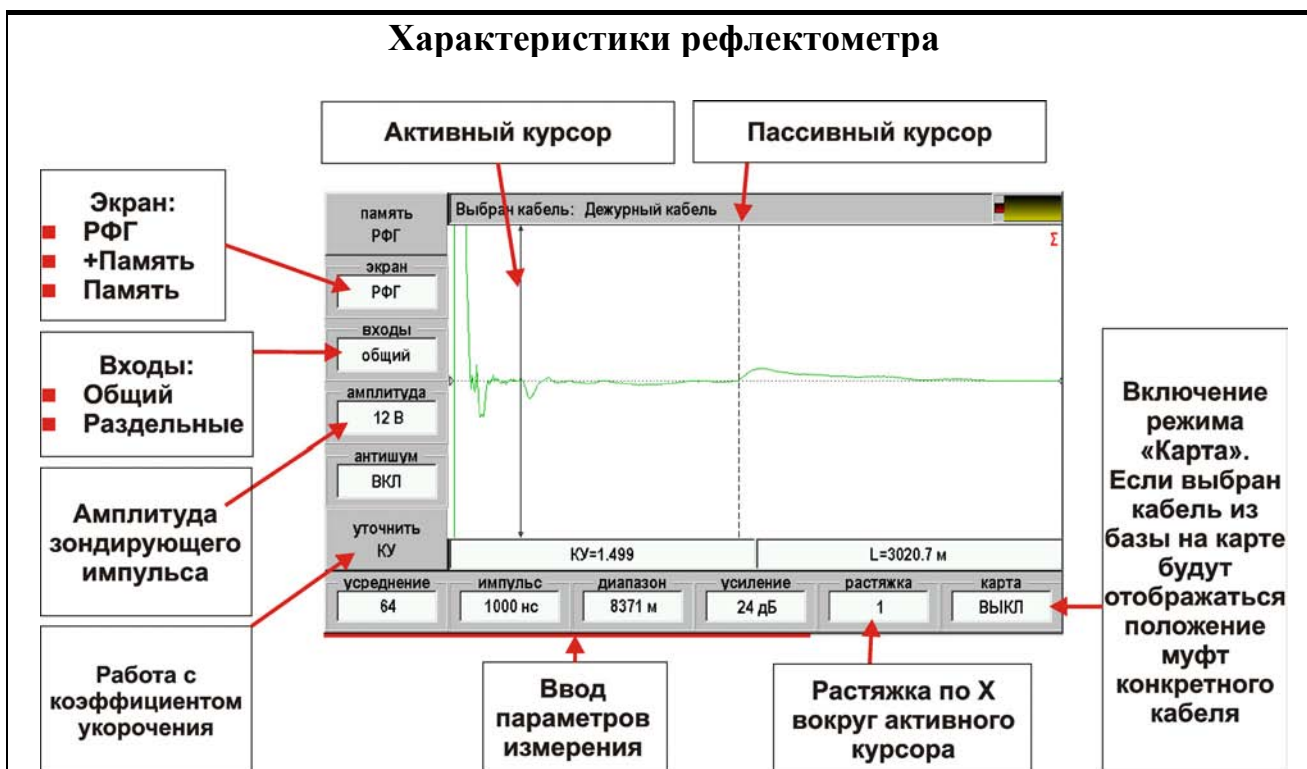 Характеристики рефлектометра
Активный курсор
Пассивный курсор
Экран:
РФГ
+Память
Память
Входы:
Общий
Раздельные
Амплитуда
зондирующего
импульса
Работа с
коэффициентом
укорочения
память
РФГ
Выбран кабель: Дежурный кабель
Σ
экран
РФГ
входы
общий
амплитуда
12 В
антишум
ВКЛ
уточнить
КУ
КУ=1.499
L=3020.7 м
усреднение
64
импульс
1000 нс
диапазон
8371 м
усиление
24 дБ
растяжка
1
карта
ВЫКЛ
Ввод
параметров
измерения
Растяжка по Х
вокруг активного
курсора
Включение
режима
«Карта».
Если выбран
кабель из
базы на карте
будут
отображаться
положение
муфт
конкретного
кабеля